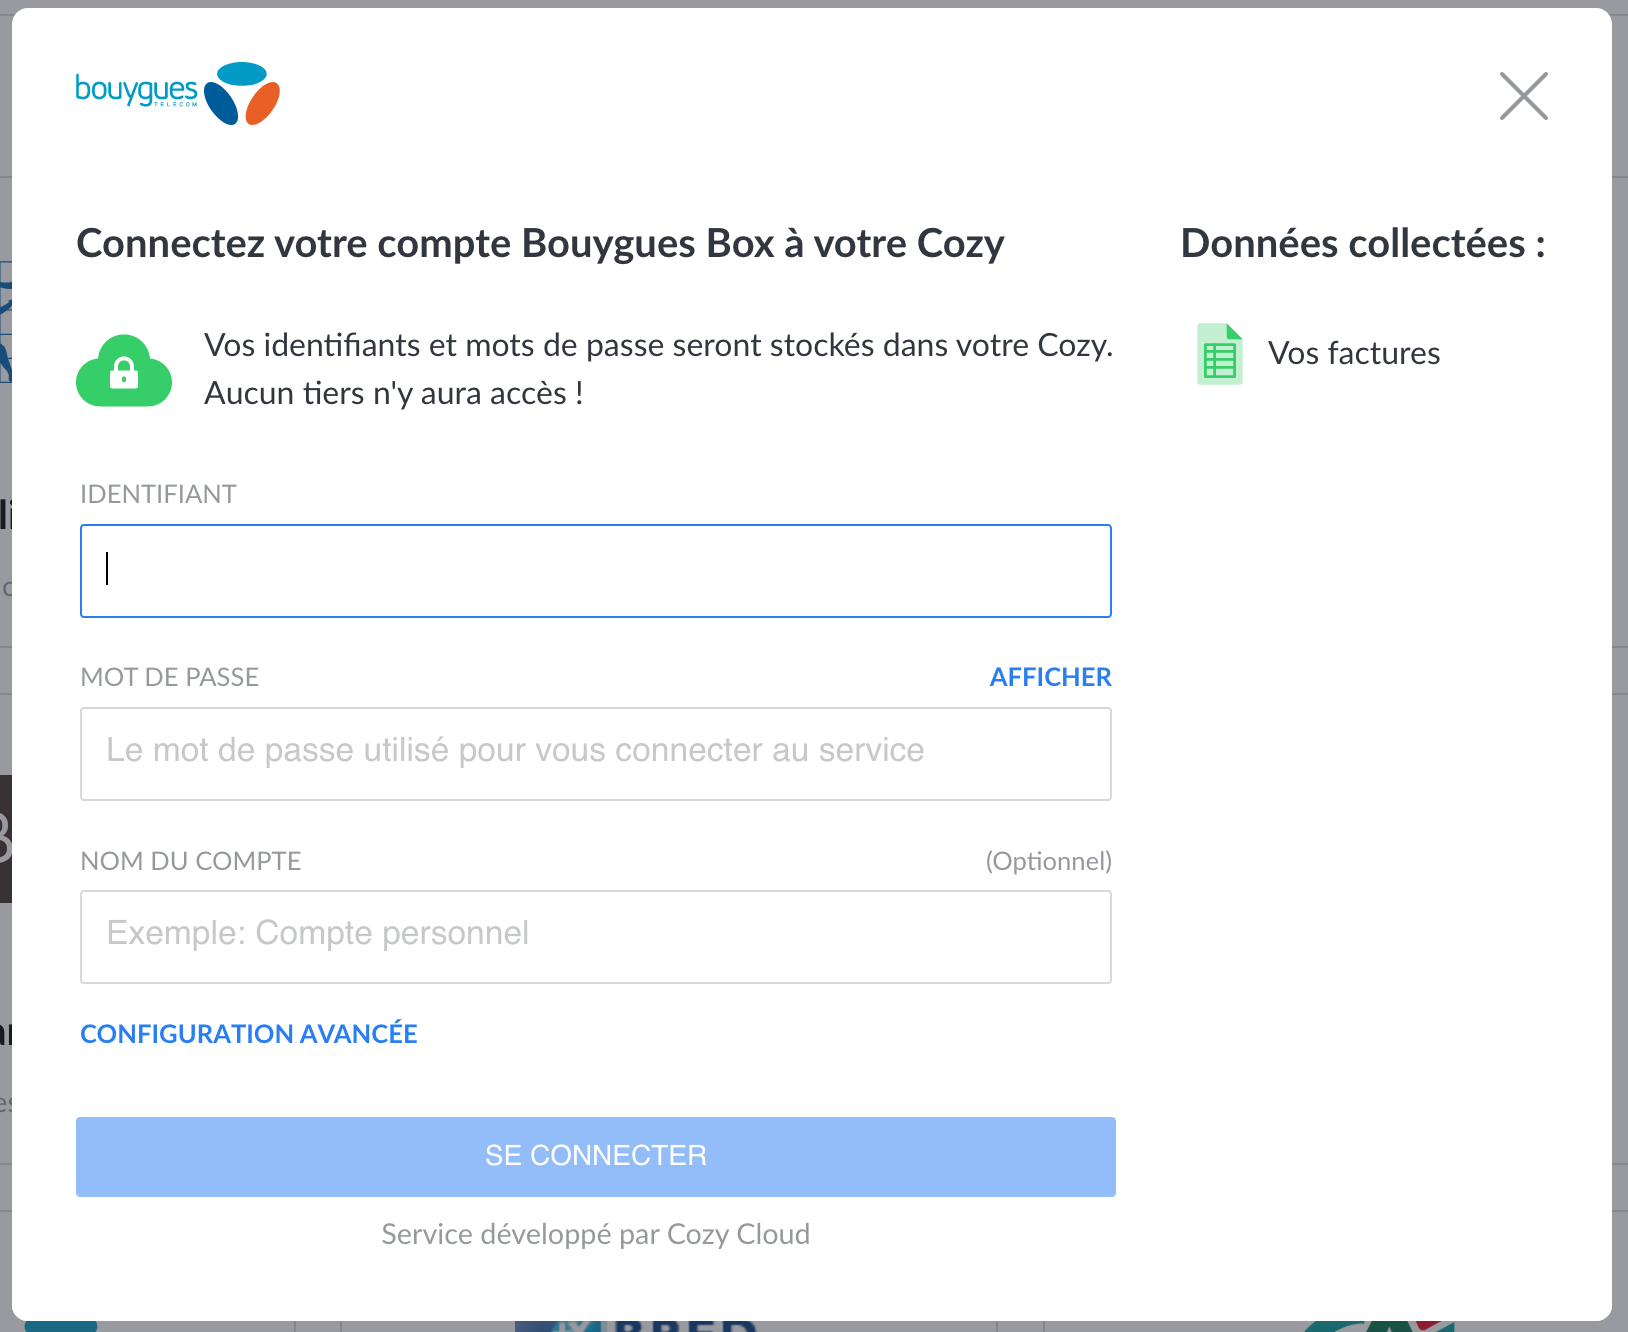 bouygues
TELECOM
Connectez votre compte Bouygues Box à votre Cozy
Vos identifiants et mots de passe seront stockés dans votre Cozy.
Aucun tiers n'y aura accès !
IDENTIFIANT
MOT DE PASSE
AFFICHER
Le mot de passe utilisé pour vous connecter au service
NOM DU COMPTE
(Optionnel)
Exemple: Compte personnel
CONFIGURATION AVANCÉE
SE CONNECTER
Service développé par Cozy Cloud
Données collectées :
Vos factures
BRED